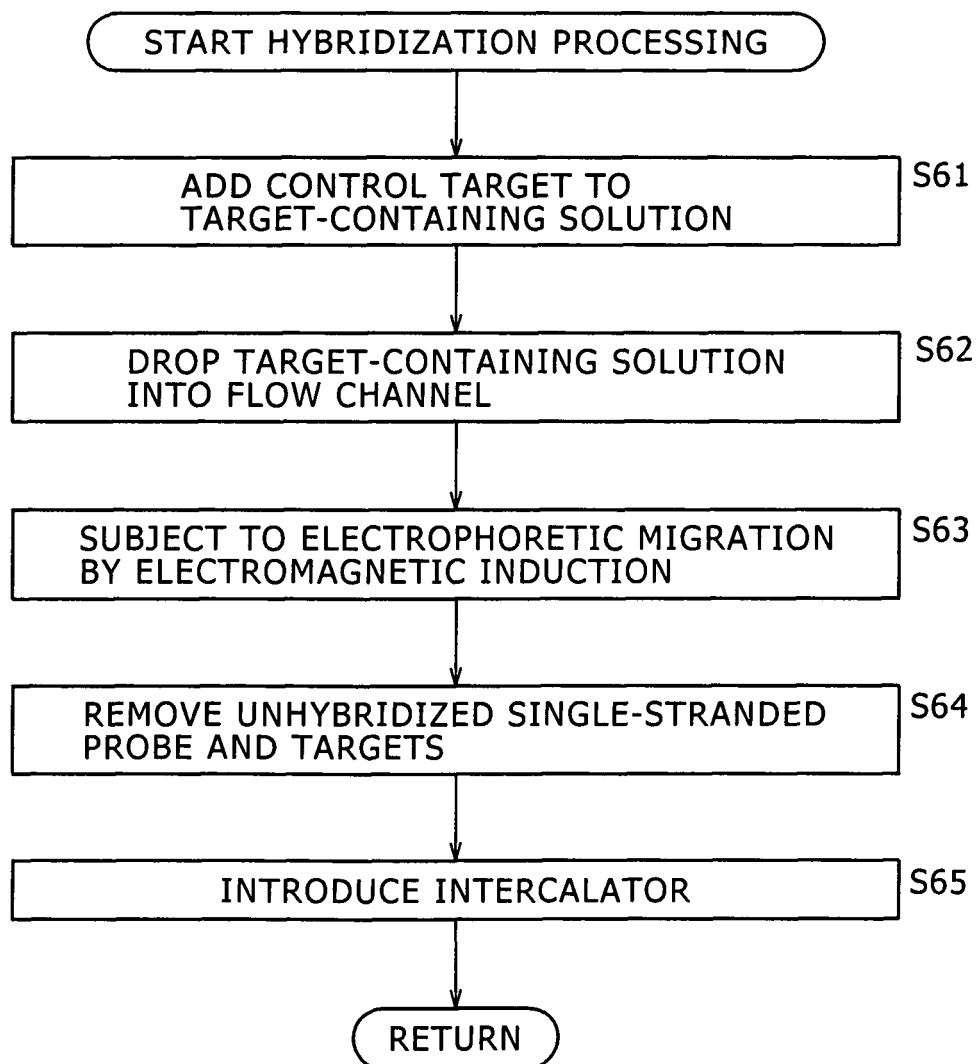 START HYBRIDIZATION PROCESSING
S61
ADD CONTROL TARGET TO
TARGET-CONTAINING SOLUTION
S62
DROP TARGET-CONTAINING SOLUTION
INTO FLOW CHANNEL
S63
SUBJECT TO ELECTROPHORETIC MIGRATION
BY ELECTROMAGNETIC INDUCTION
S64
REMOVE UNHYBRIDIZED SINGLE-STRANDED
PROBE AND TARGETS
S65
INTRODUCE INTERCALATOR
RETURN